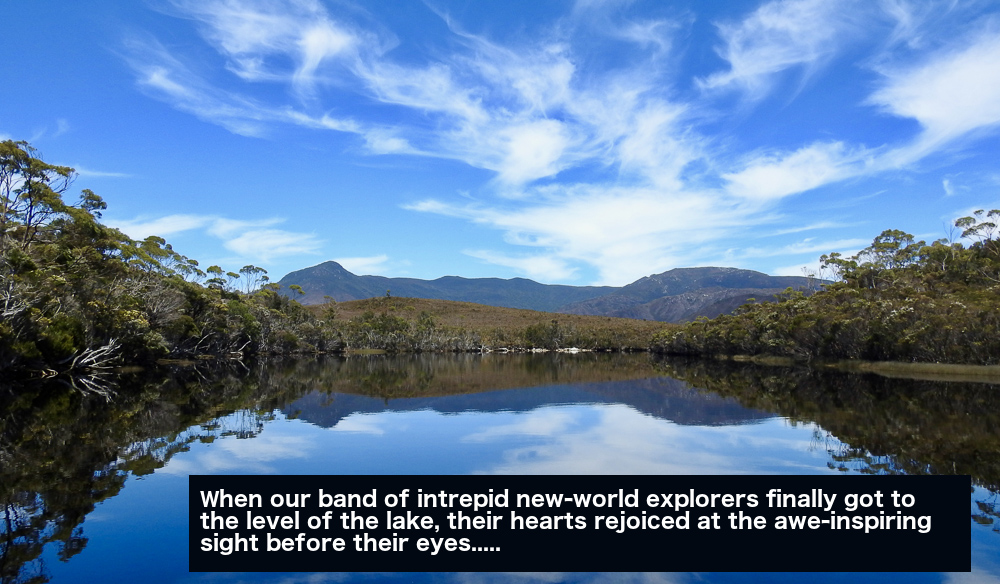 When our band of intrepid new-world explorers finally got to
the level of the lake, their hearts rejoiced at the awe-inspiring
sight before their eyes.....